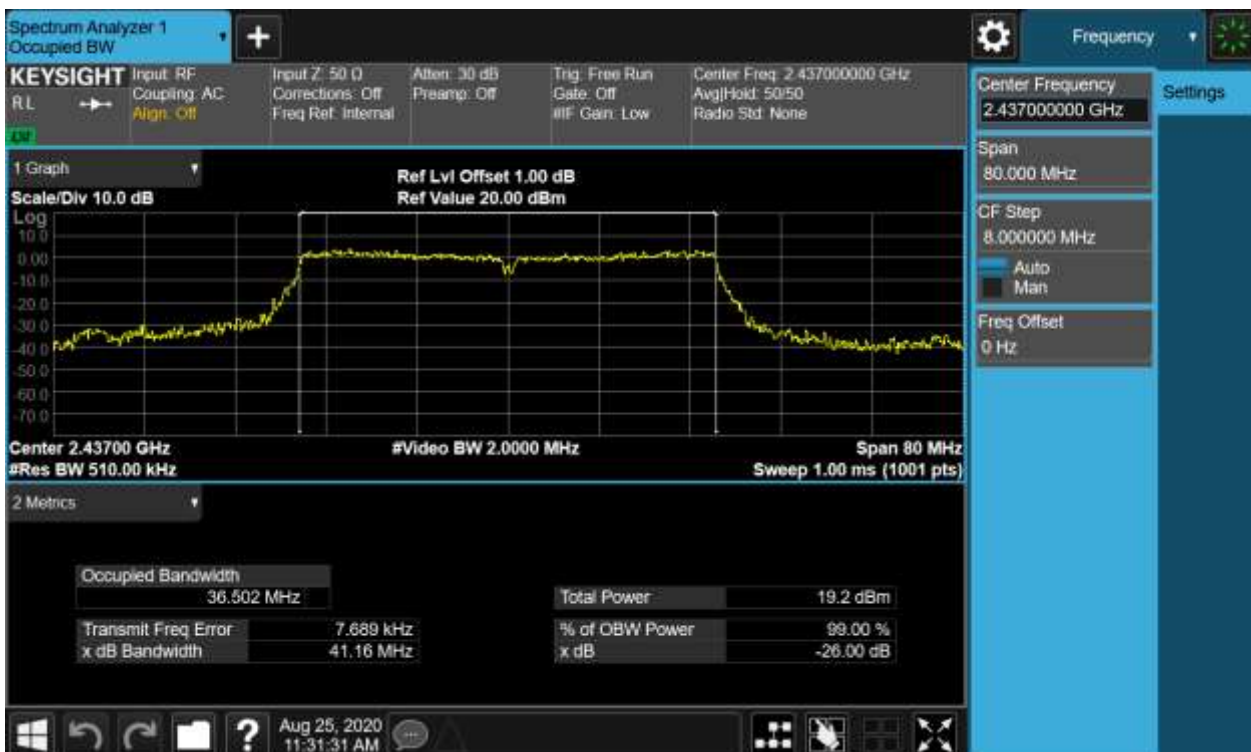 Spectrum Analyzer 1
Occupied BW
+
Frequency
KEYSIGHT
RL
Input: RF
Coupling: AC
Align: Off
Input Z: 50 Ω
Corrections: Off
Freq Ref: Internal
Atten: 30 dB
Preamp: Off
Trig: Free Run
Gate: Off
#IF Gain: Low
Center Freq: 2.437000000 GHz
Avg|Hold: 50/50
Radio Std: None
Center Frequency
2.437000000 GHz
Settings
Span
80.000 MHz
CF Step
8.000000 MHz
Auto
Man
Freq Offset
0 Hz
1 Graph
Ref Lvl Offset 1.00 dB
Scale/Div 10.0 dB
Ref Value 20.00 dBm
Log
10.0
0.00
-10.0
-20.0
-30.0
-40.0
-50.0
-60.0
-70.0
Center 2.43700 GHz
#Video BW 2.0000 MHz
Span 80 MHz
#Res BW 510.00 kHz
Sweep 1.00 ms (1001 pts)
2 Metrics
Occupied Bandwidth
36.502 MHz
Total Power 19.2 dBm
Transmit Freq Error 7.689 kHz
% of OBW Power 99.00 %
x dB Bandwidth 41.16 MHz
x dB -26.00 dB
?
Aug 25, 2020
11:31:31 AM